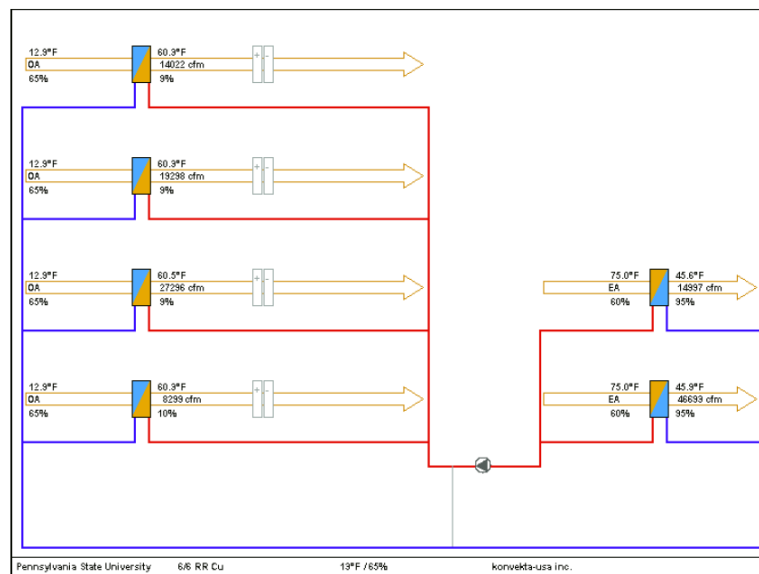 12.9°F 60.3°F
OA 14022 cfm + -
65% 9%
12.9°F 60.3°F
OA 19298 cfm + -
65% 9%
12.9°F 60.5°F
OA 27296 cfm + -
65% 9%
75.0°F 45.6°F
EA 14997 cfm
60% 95%
12.9°F 60.3°F
OA 8299 cfm + -
65% 10%
75.0°F 45.9°F
EA 46693 cfm
60% 95%
Pennsylvania State University 6/6 RR Cu 13°F /65% konvekta-usa inc.